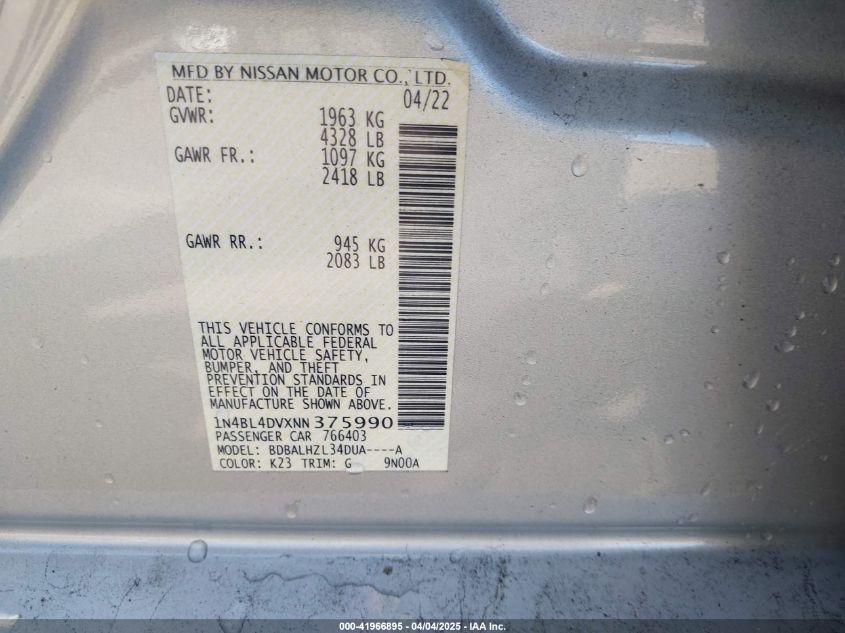 MFD BY NISSAN MOTOR CO., LTD.
DATE: 04/22
GVWR: 1963 KG
4328 LB
GAWR FR.: 1097 KG
2418 LB
GAWR RR.: 945 KG
2083 LB
THIS VEHICLE CONFORMS TO
ALL APPLICABLE FEDERAL
MOTOR VEHICLE SAFETY,
BUMPER, AND THEFT
PREVENTION STANDARDS IN
EFFECT ON THE DATE OF
MANUFACTURE SHOWN ABOVE.
1N4BL4DVXNN375990
PASSENGER CAR 766403
MODEL: BDBALHZL34DUA----A
COLOR: K23 TRIM: G 9N00A
000-41966895 - 04/04/2025 - IAA Inc.